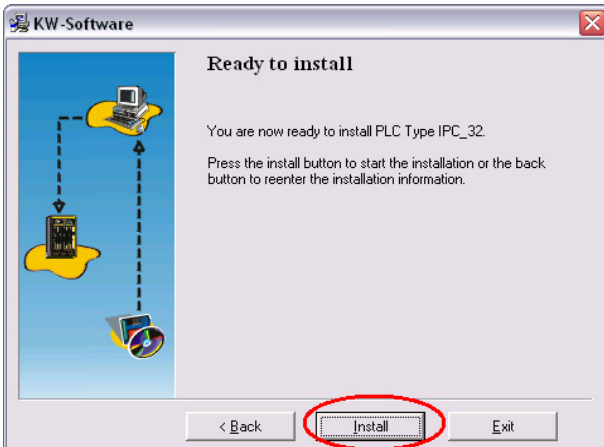 KW-Software
Ready to install
You are now ready to install PLC Type IPC_32.
Press the install button to start the installation or the back
button to reenter the installation information.
< Back
Install
Exit